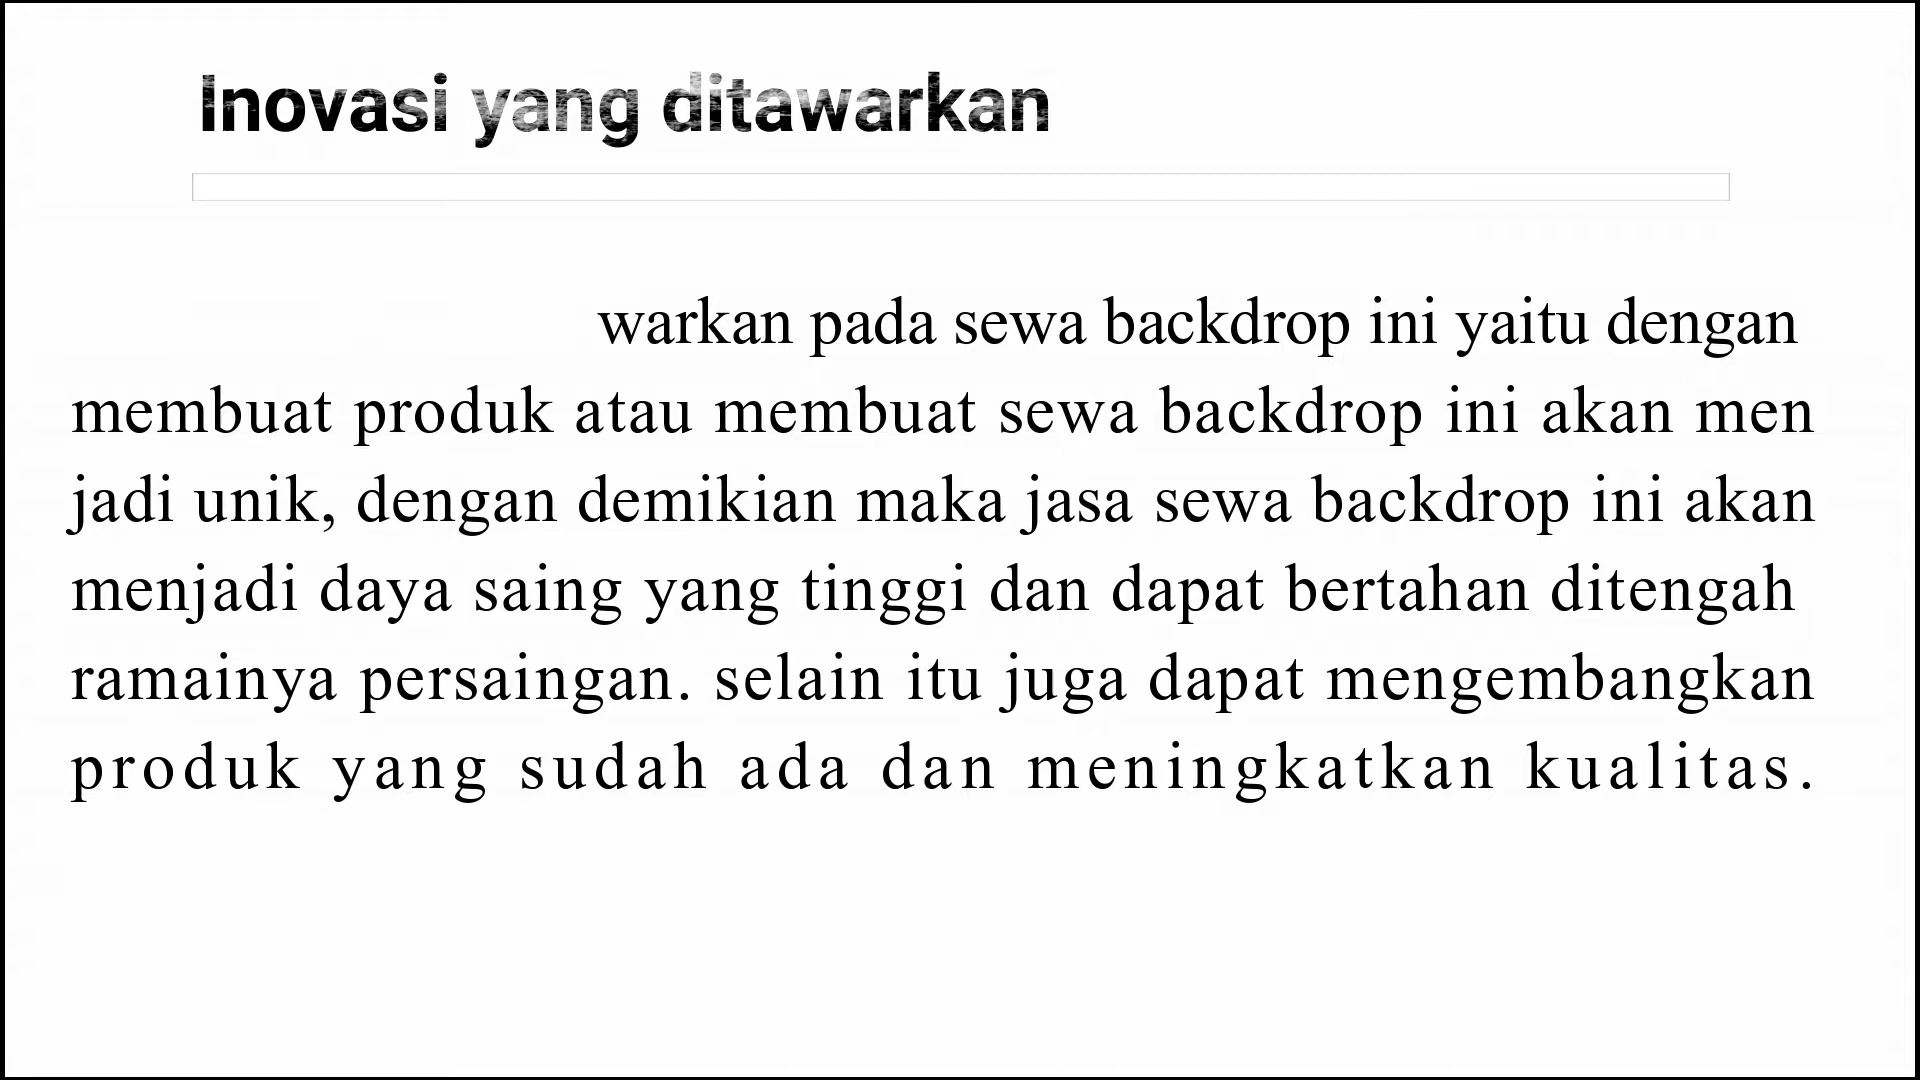 Inovasi yang ditawarkan
warkan pada sewa backdrop ini yaitu dengan
membuat produk atau membuat sewa backdrop ini akan men
jadi unik, dengan demikian maka jasa sewa backdrop ini akan
menjadi daya saing yang tinggi dan dapat bertahan ditengah
ramainya persaingan. selain itu juga dapat mengembangkan
produk yang sudah ada dan meningkatkan kualitas.